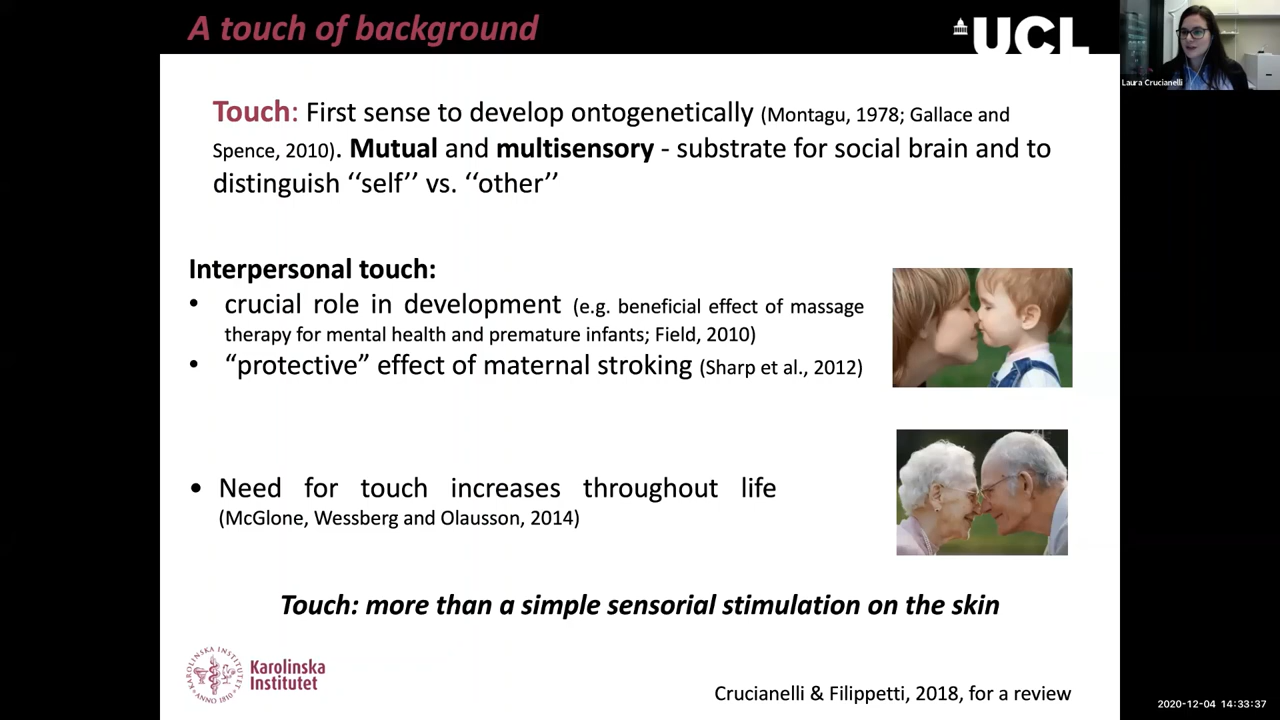 A touch of background
UCL
Laura Crucianelli
Touch: First sense to develop ontogenetically (Montagu, 1978; Gallace and
Spence, 2010). Mutual and multisensory - substrate for social brain and to
distinguish ‘‘self’’ vs. ‘‘other’’
Interpersonal touch:
• crucial role in development (e.g. beneficial effect of massage
therapy for mental health and premature infants; Field, 2010)
• “protective” effect of maternal stroking (Sharp et al., 2012)
• Need for touch increases throughout life
(McGlone, Wessberg and Olausson, 2014)
Touch: more than a simple sensorial stimulation on the skin
KAROLINSKA INSTITUTET
ANNO 1810
Karolinska
Institutet
Crucianelli & Filippetti, 2018, for a review
2020-12-04 14:33:37